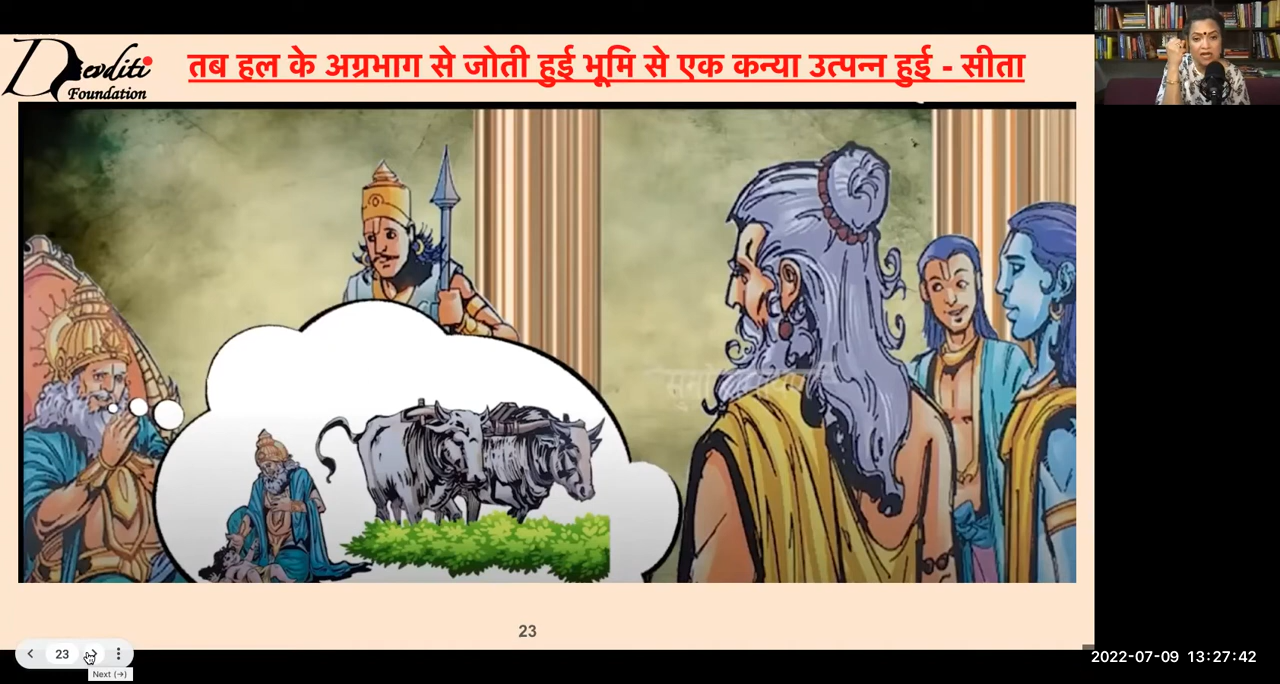 Devditi
Foundation
तब हल के अग्रभाग से जोती हुई भूमि से एक कन्या उत्पन्न हुई - सीता
23
23
Next (→)
2022-07-09 13:27:42